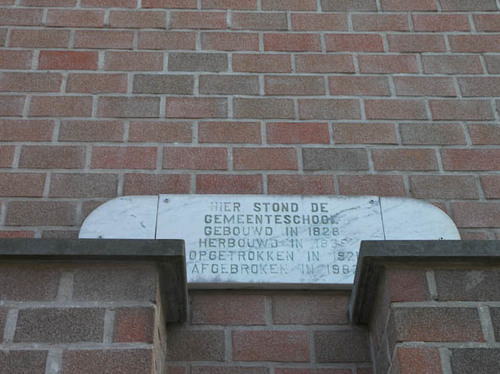 HIER STOND DE
GEMEENTESCHOOL
GEBOUWD IN 1828
HERBOUWD IN
OPGETROKKEN IN
AFGEBROKEN IN